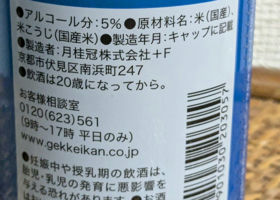 ●アルコール分：5%●原材料名：米(国産)、
米こうじ(国産米)●製造年月：キャップに記載
●製造者：月桂冠株式会社＋F
京都市伏見区南浜町247
●飲酒は20歳になってから。
お客様相談室
0120(623)561
(9時〜17時 平日のみ)
www.gekkeikan.co.jp
●妊娠中や授乳期の飲酒は、
胎児・乳児の発育に悪影響を
与える恐れがあります。
●お酒